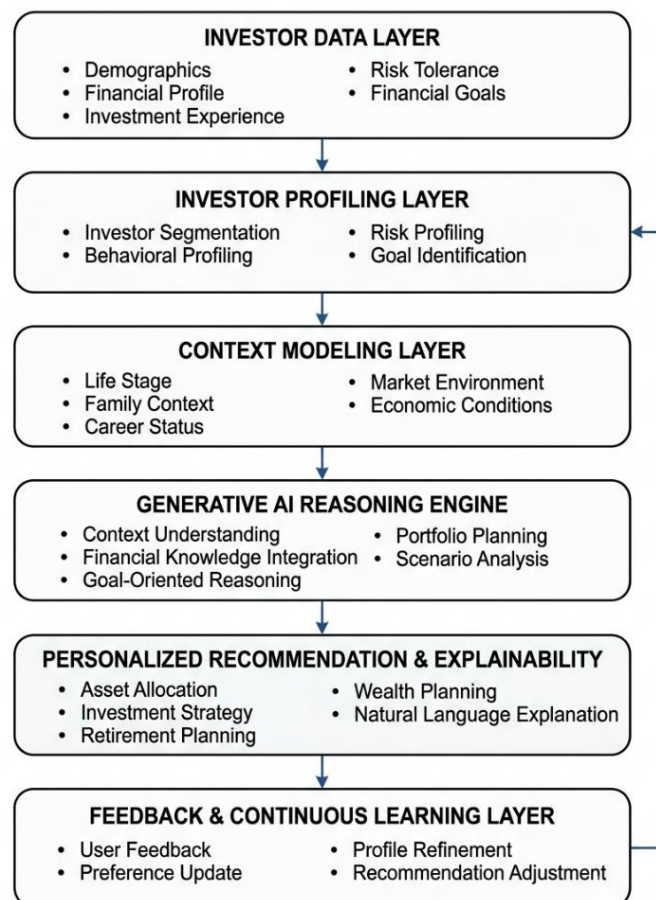 INVESTOR DATA LAYER
• Demographics
• Financial Profile
• Investment Experience
• Risk Tolerance
• Financial Goals
INVESTOR PROFILING LAYER
• Investor Segmentation
• Behavioral Profiling
• Risk Profiling
• Goal Identification
CONTEXT MODELING LAYER
• Life Stage
• Family Context
• Career Status
• Market Environment
• Economic Conditions
GENERATIVE AI REASONING ENGINE
• Context Understanding
• Financial Knowledge Integration
• Goal-Oriented Reasoning
• Portfolio Planning
• Scenario Analysis
PERSONALIZED RECOMMENDATION & EXPLAINABILITY
• Asset Allocation
• Investment Strategy
• Retirement Planning
• Wealth Planning
• Natural Language Explanation
FEEDBACK & CONTINUOUS LEARNING LAYER
• User Feedback
• Preference Update
• Profile Refinement
• Recommendation Adjustment